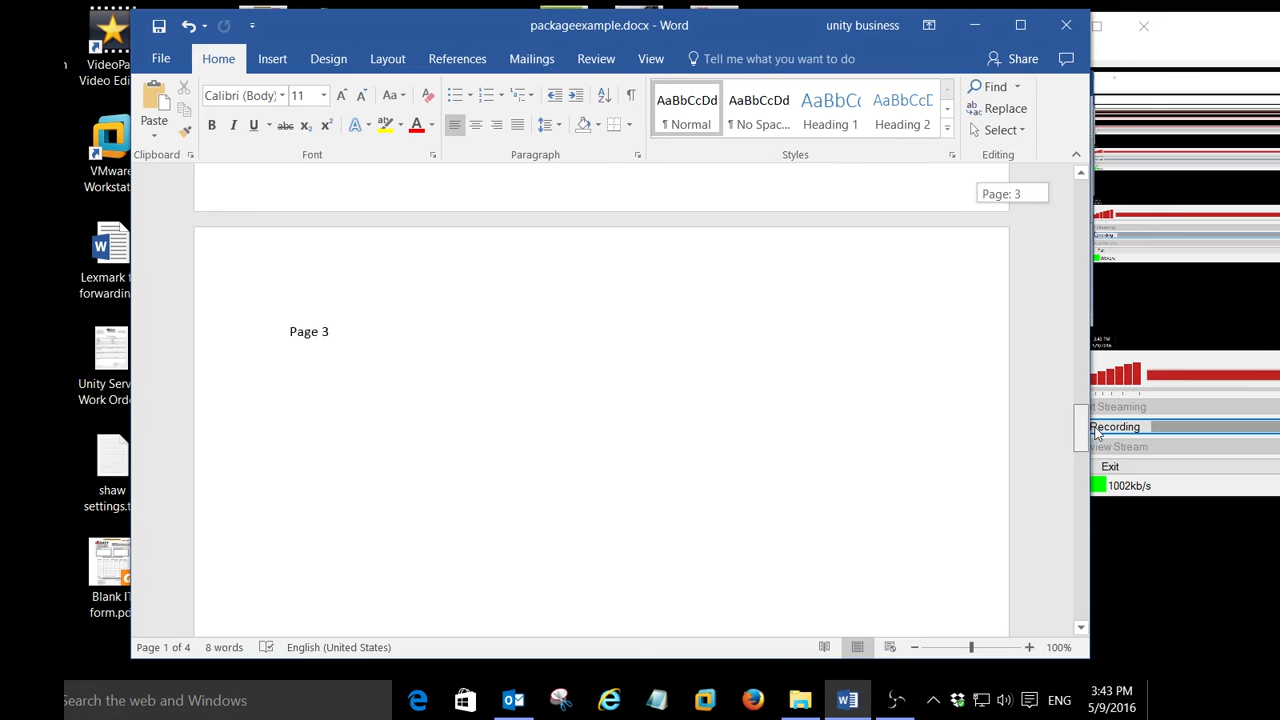 packageexample.docx - Word
unity business
File
Home
Insert
Design
Layout
References
Mailings
Review
View
Tell me what you want to do
Share
Paste
Clipboard
Calibri (Body)
11
Font
Paragraph
AaBbCcDd
¶ Normal
AaBbCcDd
¶ No Spac...
AaBbCc
Heading 1
AaBbCcD
Heading 2
Styles
Find
Replace
Select
Editing
Page: 3
Page 3
Page 1 of 4
8 words
English (United States)
100%
VideoPa
Video Edi
VMware
Workstat
Lexmark f
forwardin
Unity Serv
Work Ord
shaw
settings.t
Blank IT
form.pd
t Streaming
Recording
view Stream
Exit
1002kb/s
Search the web and Windows
ENG
3:43 PM
5/9/2016